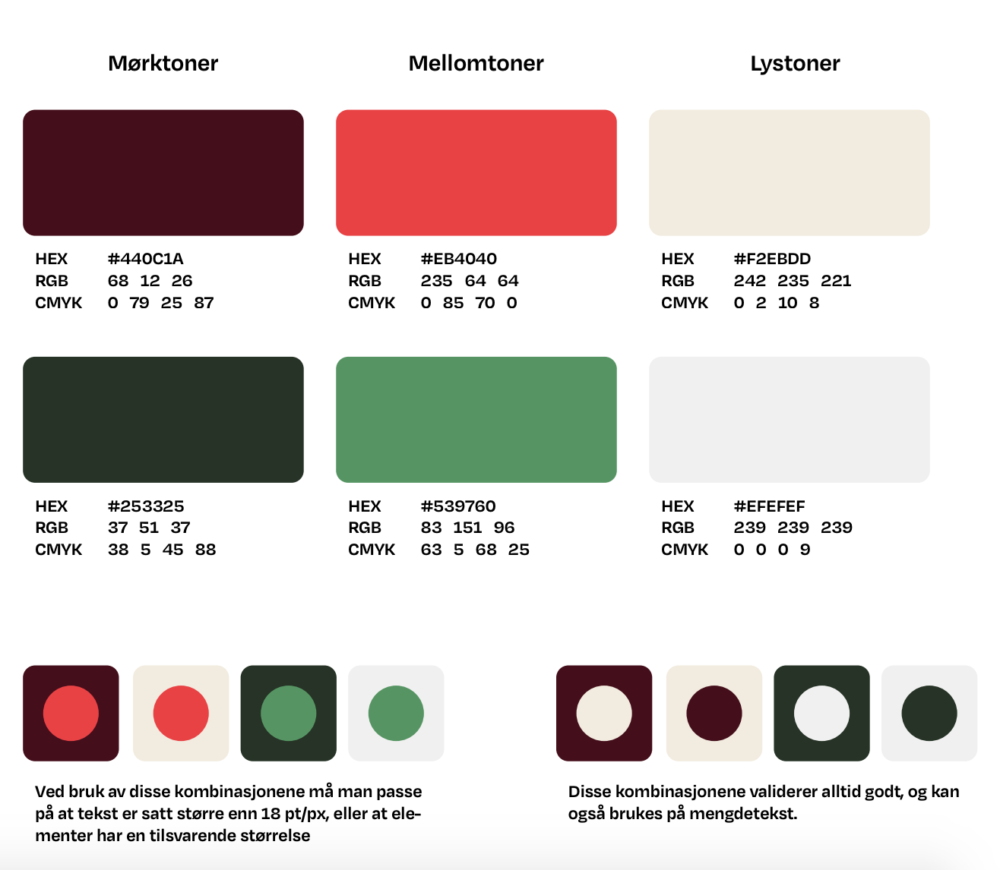 Mørktoner
Mellomtoner
Lystoner
HEX #440C1A
RGB 68 12 26
CMYK 0 79 25 87
HEX #EB4040
RGB 235 64 64
CMYK 0 85 70 0
HEX #F2EBDD
RGB 242 235 221
CMYK 0 2 10 8
HEX #253325
RGB 37 51 37
CMYK 38 5 45 88
HEX #539760
RGB 83 151 96
CMYK 63 5 68 25
HEX #EFEFEF
RGB 239 239 239
CMYK 0 0 0 9
Ved bruk av disse kombinasjonene må man passe
på at tekst er satt større enn 18 pt/px, eller at ele-
menter har en tilsvarende størrelse
Disse kombinasjonene validerer alltid godt, og kan
også brukes på mengdetekst.